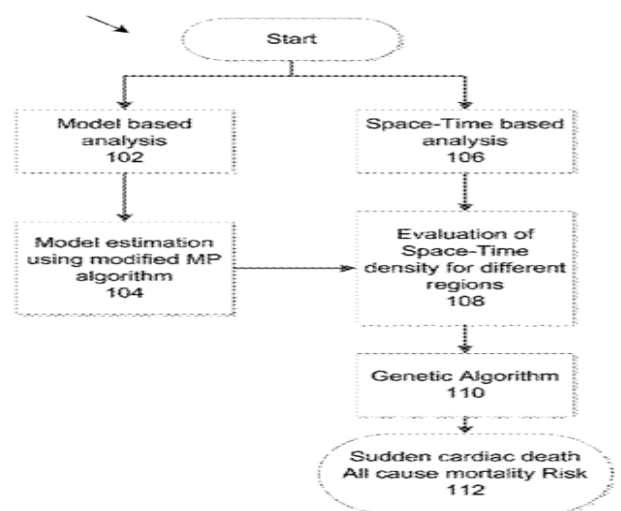 Start
Model based
analysis
102
Space-Time based
analysis
106
Model estimation
using modified MP
algorithm
104
Evaluation of
Space-Time
density for different
regions
108
Genetic Algorithm
110
Sudden cardiac death
All cause mortality Risk
112